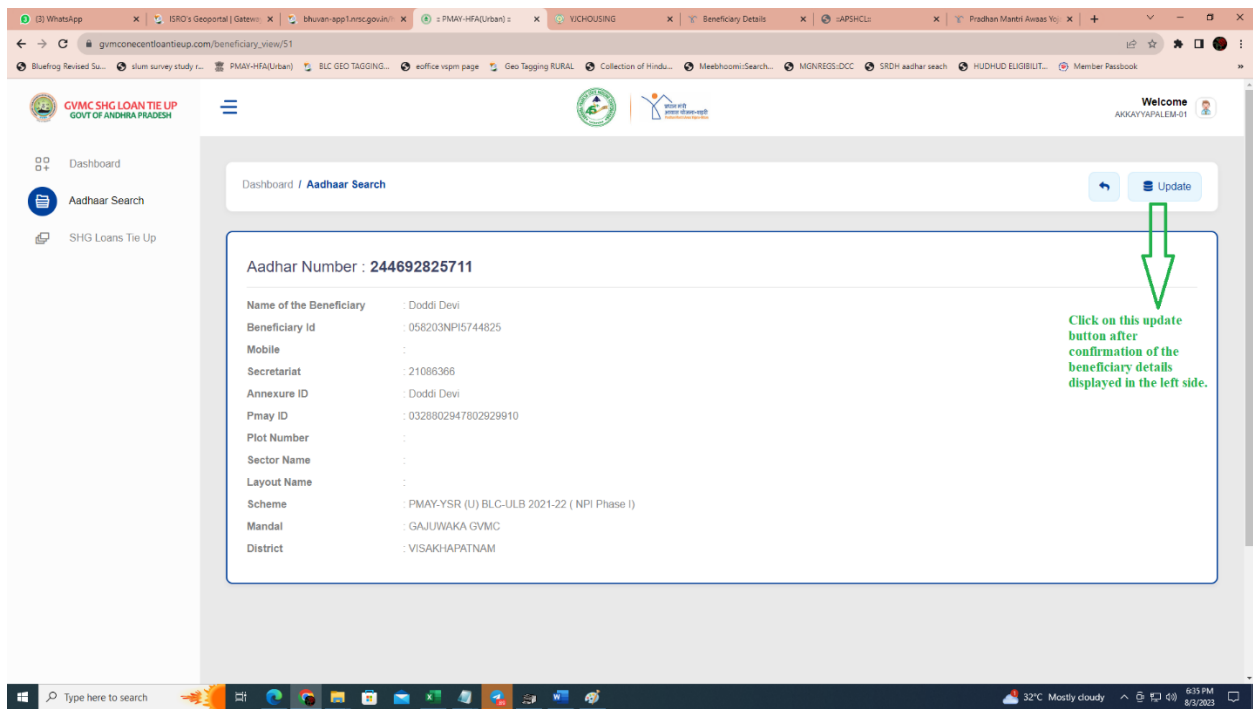 (3) WhatsApp
ISRO's Geoportal | Gatewa
bhuvan-app1.nrsc.gov.in/
:: PMAY-HFA(Urban) ::
YJCHOUSING
Beneficiary Details
::APSHCL::
Pradhan Mantri Awaas Yoj
gvmconecentloantieup.com/beneficiary_view/51
Bluefrog Revised Su...
slum survey study r...
PMAY-HFA(Urban)
BLC GEO TAGGING...
eoffice vspm page
Geo Tagging RURAL
Collection of Hindu...
Meebhoomi:Search...
MGNREGS::DCC
SRDH aadhar seach
HUDHUD ELIGIBILIT...
Member Passbook
GVMC SHG LOAN TIE UP
GOVT OF ANDHRA PRADESH
Welcome
AKKAYYAPALEM-01
Dashboard
Aadhaar Search
SHG Loans Tie Up
Dashboard / Aadhaar Search
Update
Aadhar Number : 244692825711
Name of the Beneficiary : Doddi Devi
Beneficiary Id : 058203NPI5744825
Mobile :
Secretariat : 21086366
Annexure ID : Doddi Devi
Pmay ID : 0328802947802929910
Plot Number :
Sector Name :
Layout Name :
Scheme : PMAY-YSR (U) BLC-ULB 2021-22 ( NPI Phase I)
Mandal : GAJUWAKA GVMC
District : VISAKHAPATNAM
Click on this update
button after
confirmation of the
beneficiary details
displayed in the left side.
Type here to search
32°C Mostly cloudy
6:35 PM
8/3/2023